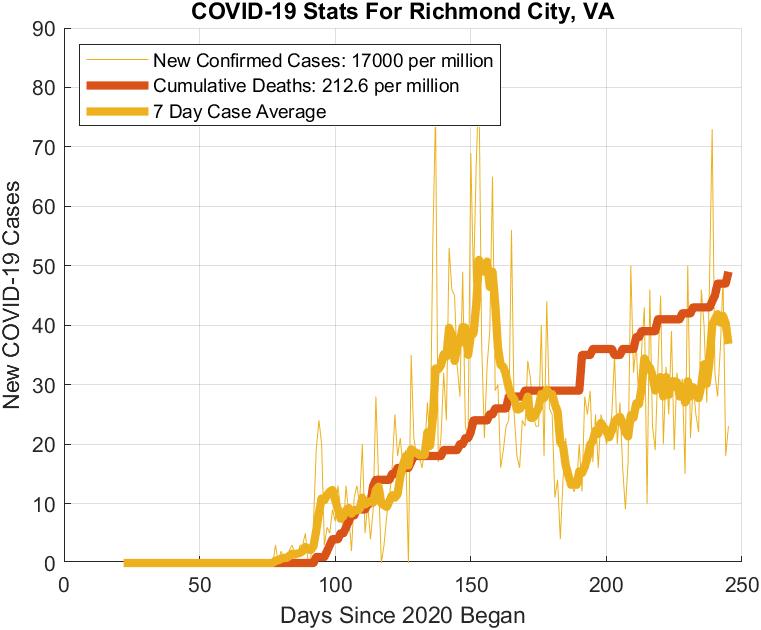 COVID-19 Stats For Richmond City, VA
New Confirmed Cases: 17000 per million
Cumulative Deaths: 212.6 per million
7 Day Case Average
New COVID-19 Cases
90
80
70
60
50
40
30
20
10
0
0 50 100 150 200 250
Days Since 2020 Began